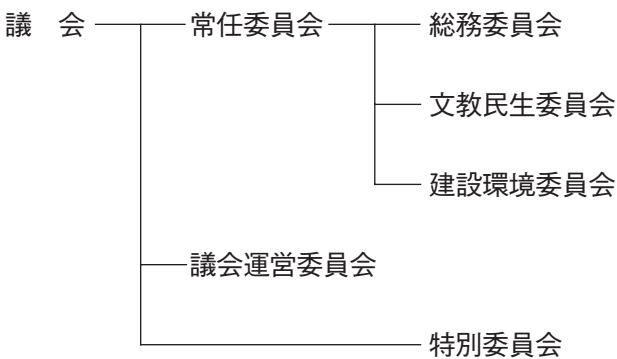 議　会
常任委員会
総務委員会
文教民生委員会
建設環境委員会
議会運営委員会
特別委員会